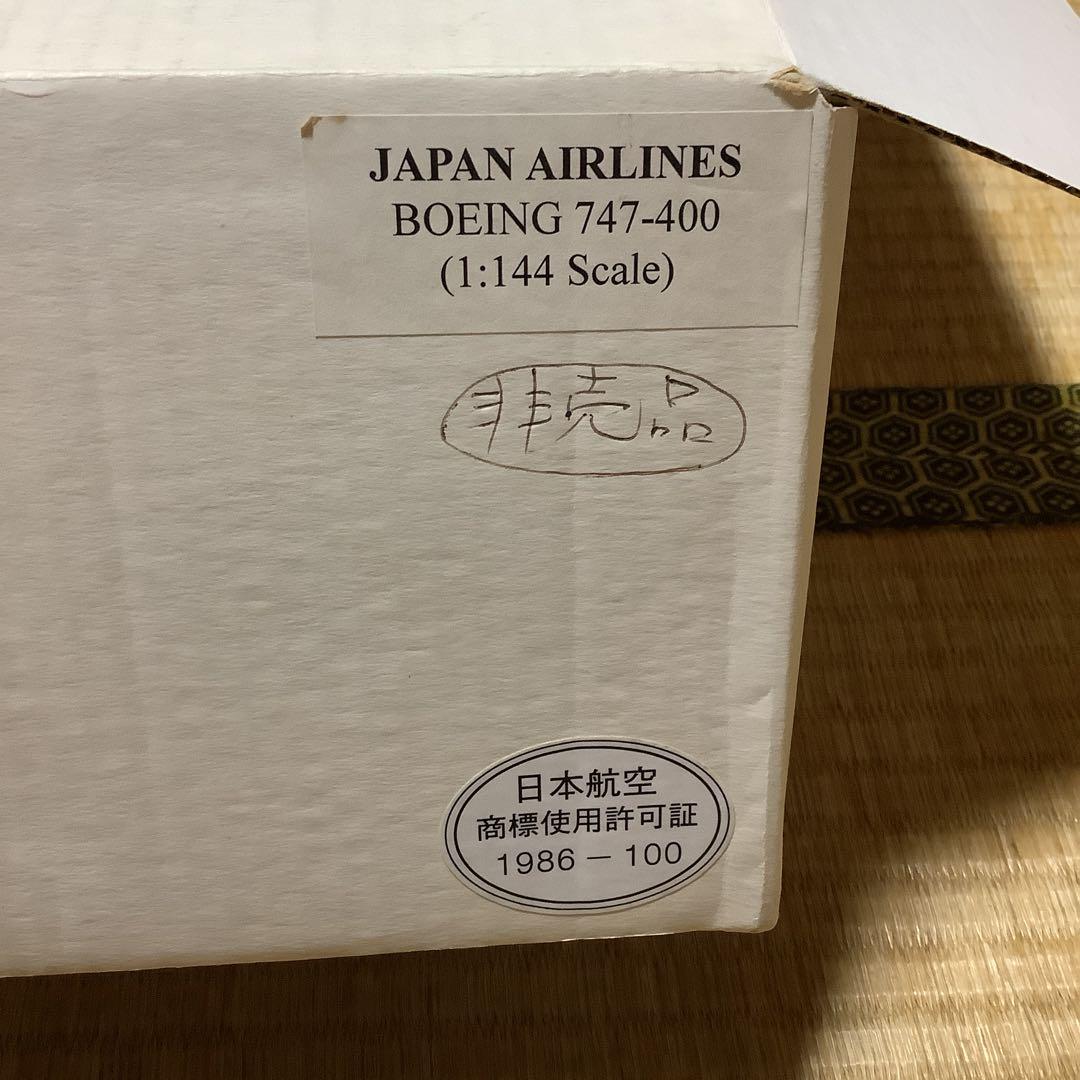 JAPAN AIRLINES
BOEING 747-400
(1:144 Scale)
非売品
日本航空
商標使用許可証
1986－100